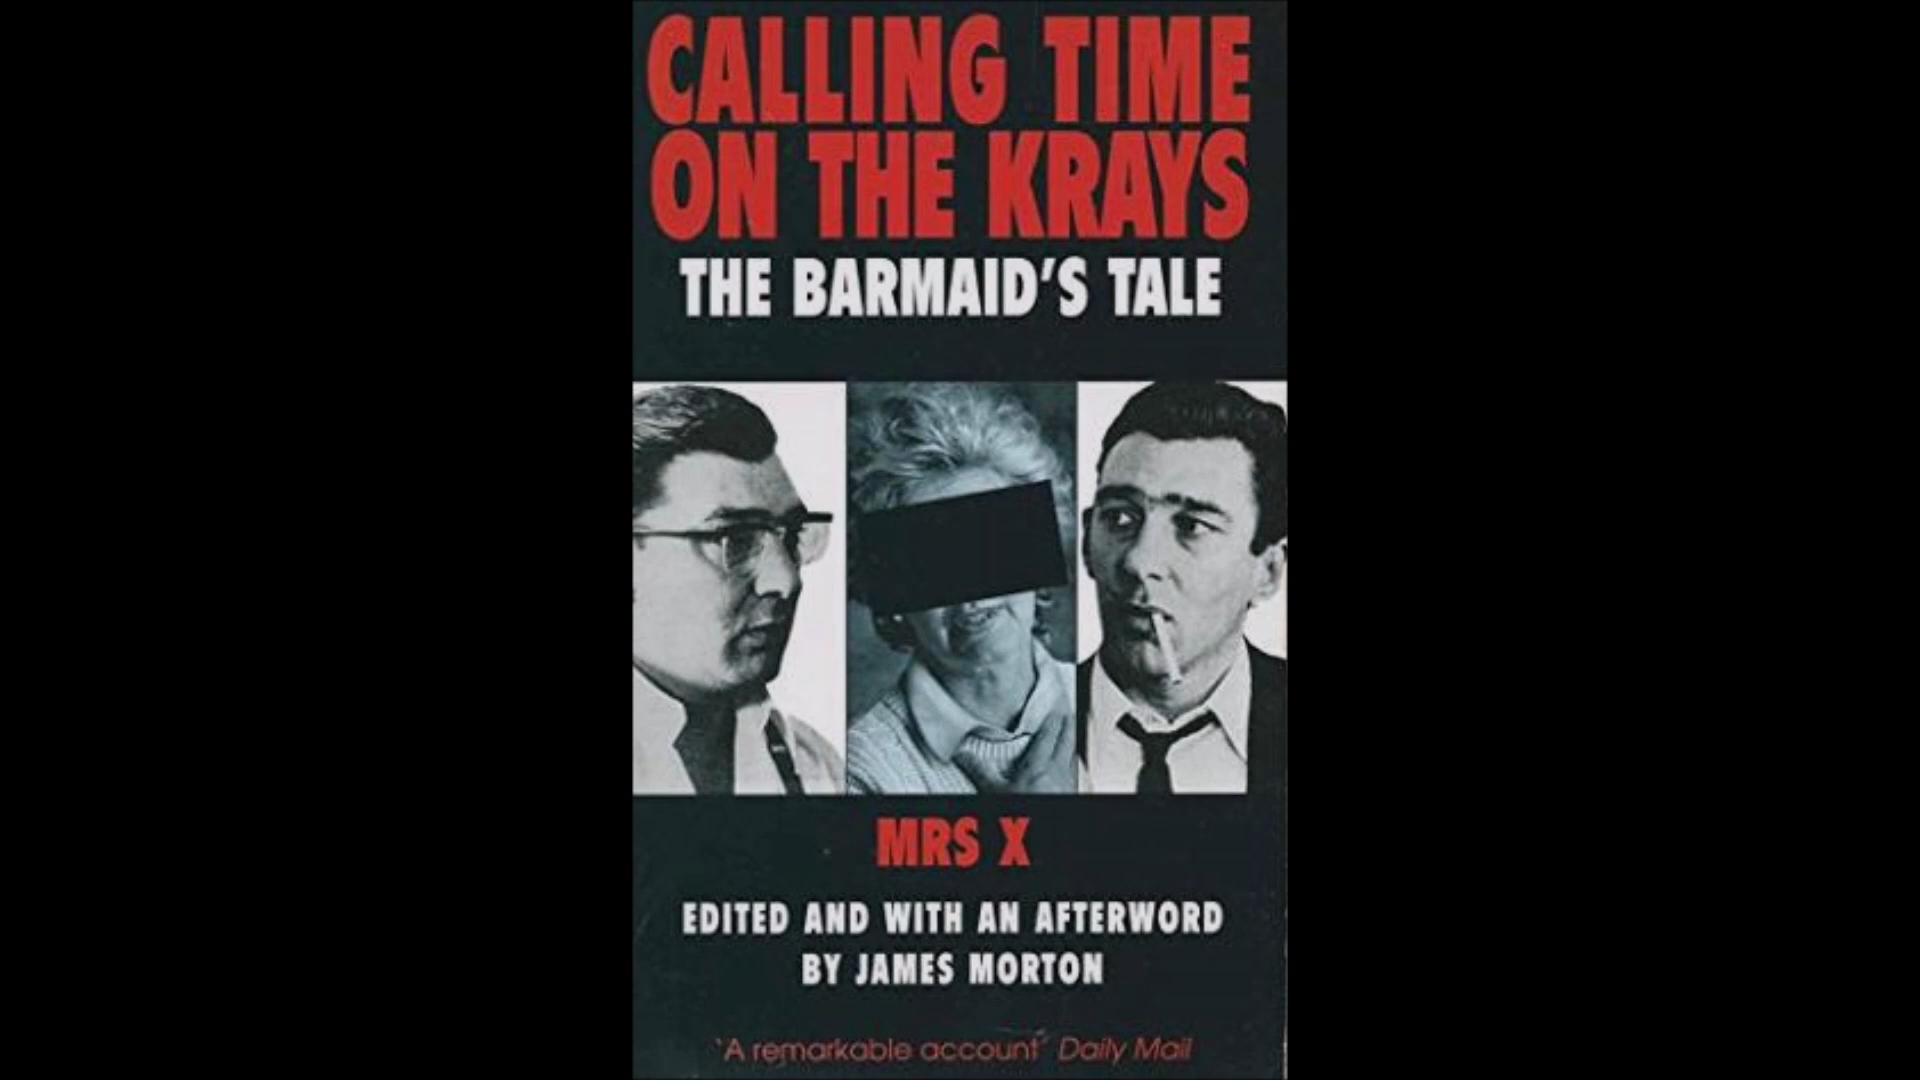 CALLING TIME
ON THE KRAYS
THE BARMAID'S TALE
MRS X
EDITED AND WITH AN AFTERWORD
BY JAMES MORTON
'A remarkable account' Daily Mail